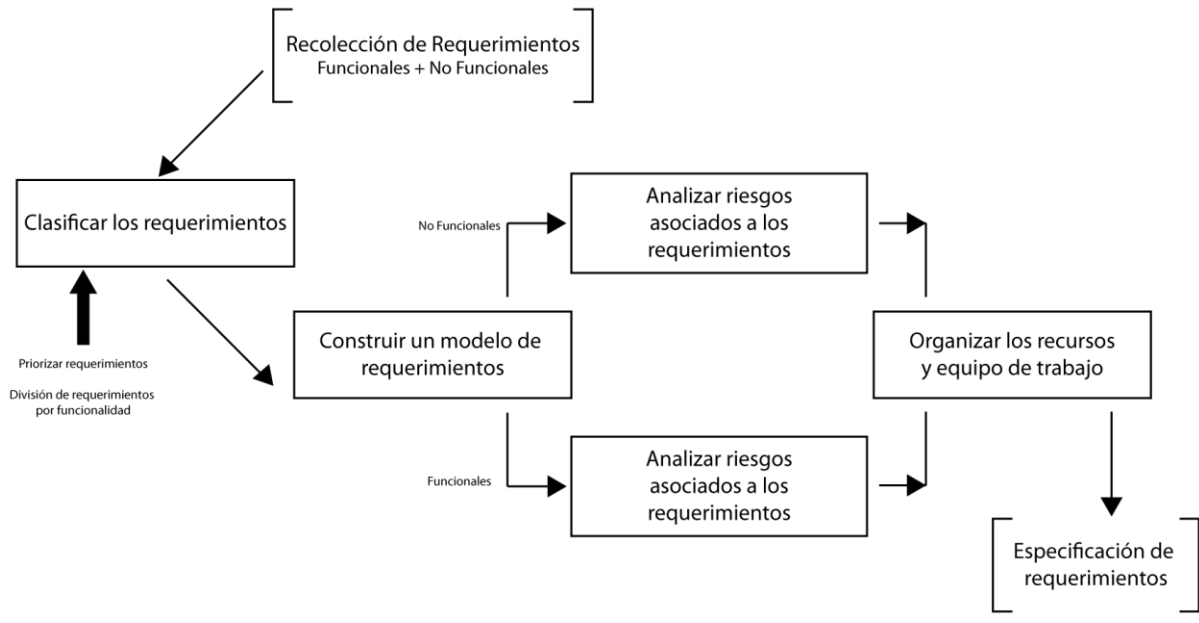 Recolección de Requerimientos
Funcionales + No Funcionales
Clasificar los requerimientos
Priorizar requerimientos
División de requerimientos
por funcionalidad
Construir un modelo de
requerimientos
No Funcionales
Analizar riesgos
asociados a los
requerimientos
Funcionales
Analizar riesgos
asociados a los
requerimientos
Organizar los recursos
y equipo de trabajo
Especificación de
requerimientos